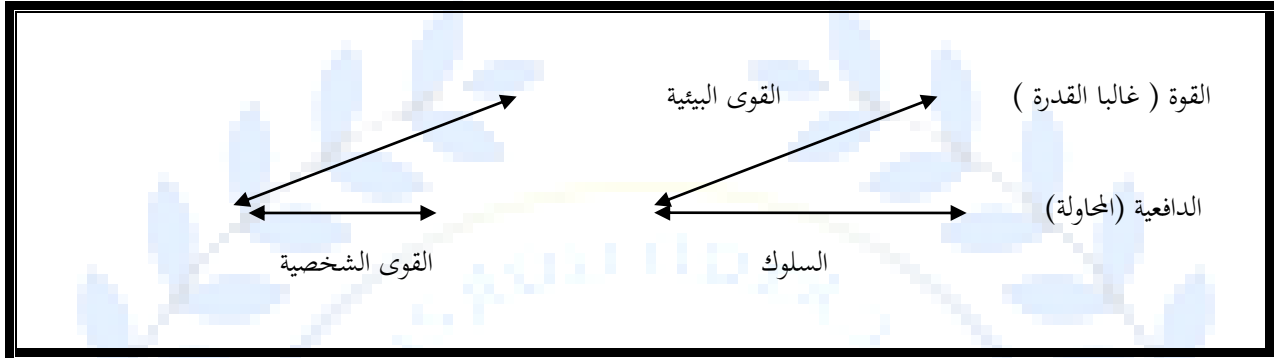 القوة ( غالبا القدرة ) القوى البيئية
الدافعية (المحاولة)
السلوك القوى الشخصية